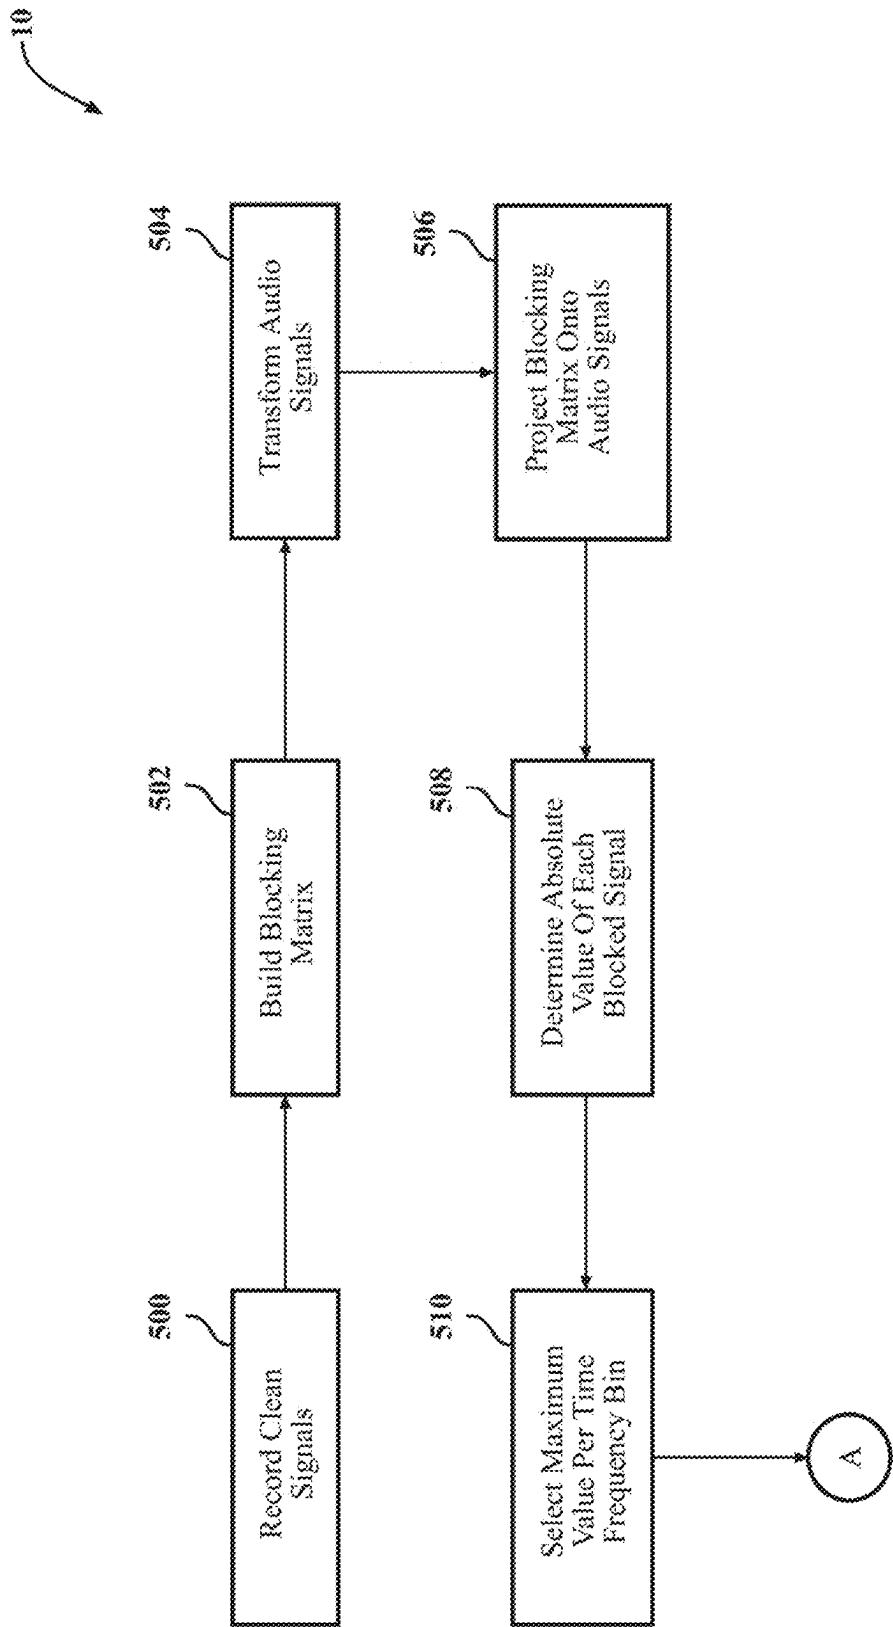 10
500
Record Clean
Signals
502
Build Blocking
Matrix
504
Transform Audio
Signals
506
Project Blocking
Matrix Onto
Audio Signals
508
Determine Absolute
Value Of Each
Blocked Signal
510
Select Maximum
Value Per Time
Frequency Bin
A